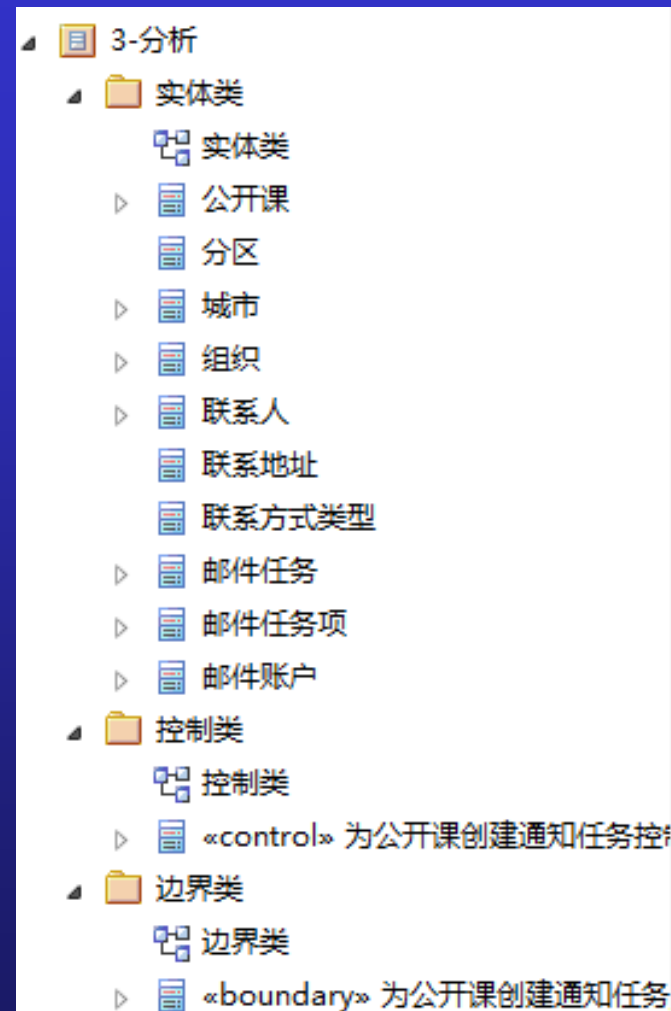 3-分析
实体类
实体类
公开课
分区
城市
组织
联系人
联系地址
联系方式类型
邮件任务
邮件任务项
邮件账户
控制类
控制类
«control» 为公开课创建通知任务控
边界类
边界类
«boundary» 为公开课创建通知任务